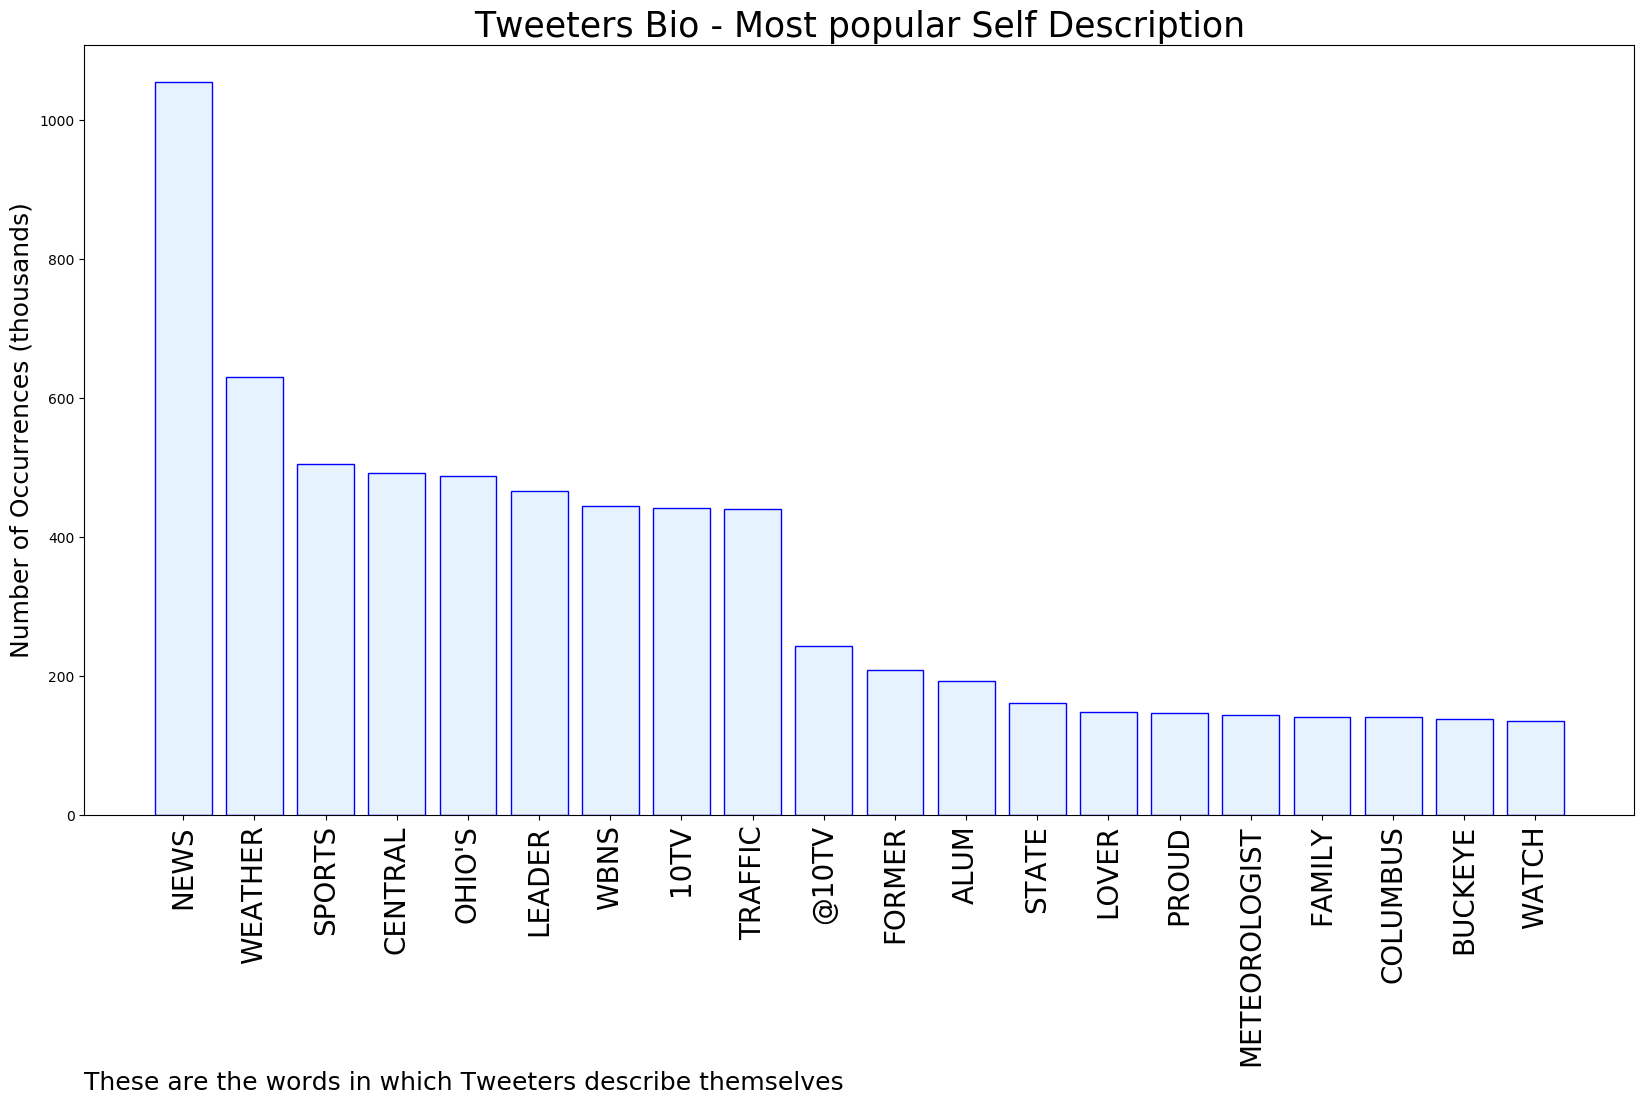 Tweeters Bio - Most popular Self Description
Number of Occurrences (thousands)
1000
800
600
400
200
0
NEWS
WEATHER
SPORTS
CENTRAL
OHIO'S
LEADER
WBNS
10TV
TRAFFIC
@10TV
FORMER
ALUM
STATE
LOVER
PROUD
METEOROLOGIST
FAMILY
COLUMBUS
BUCKEYE
WATCH
These are the words in which Tweeters describe themselves